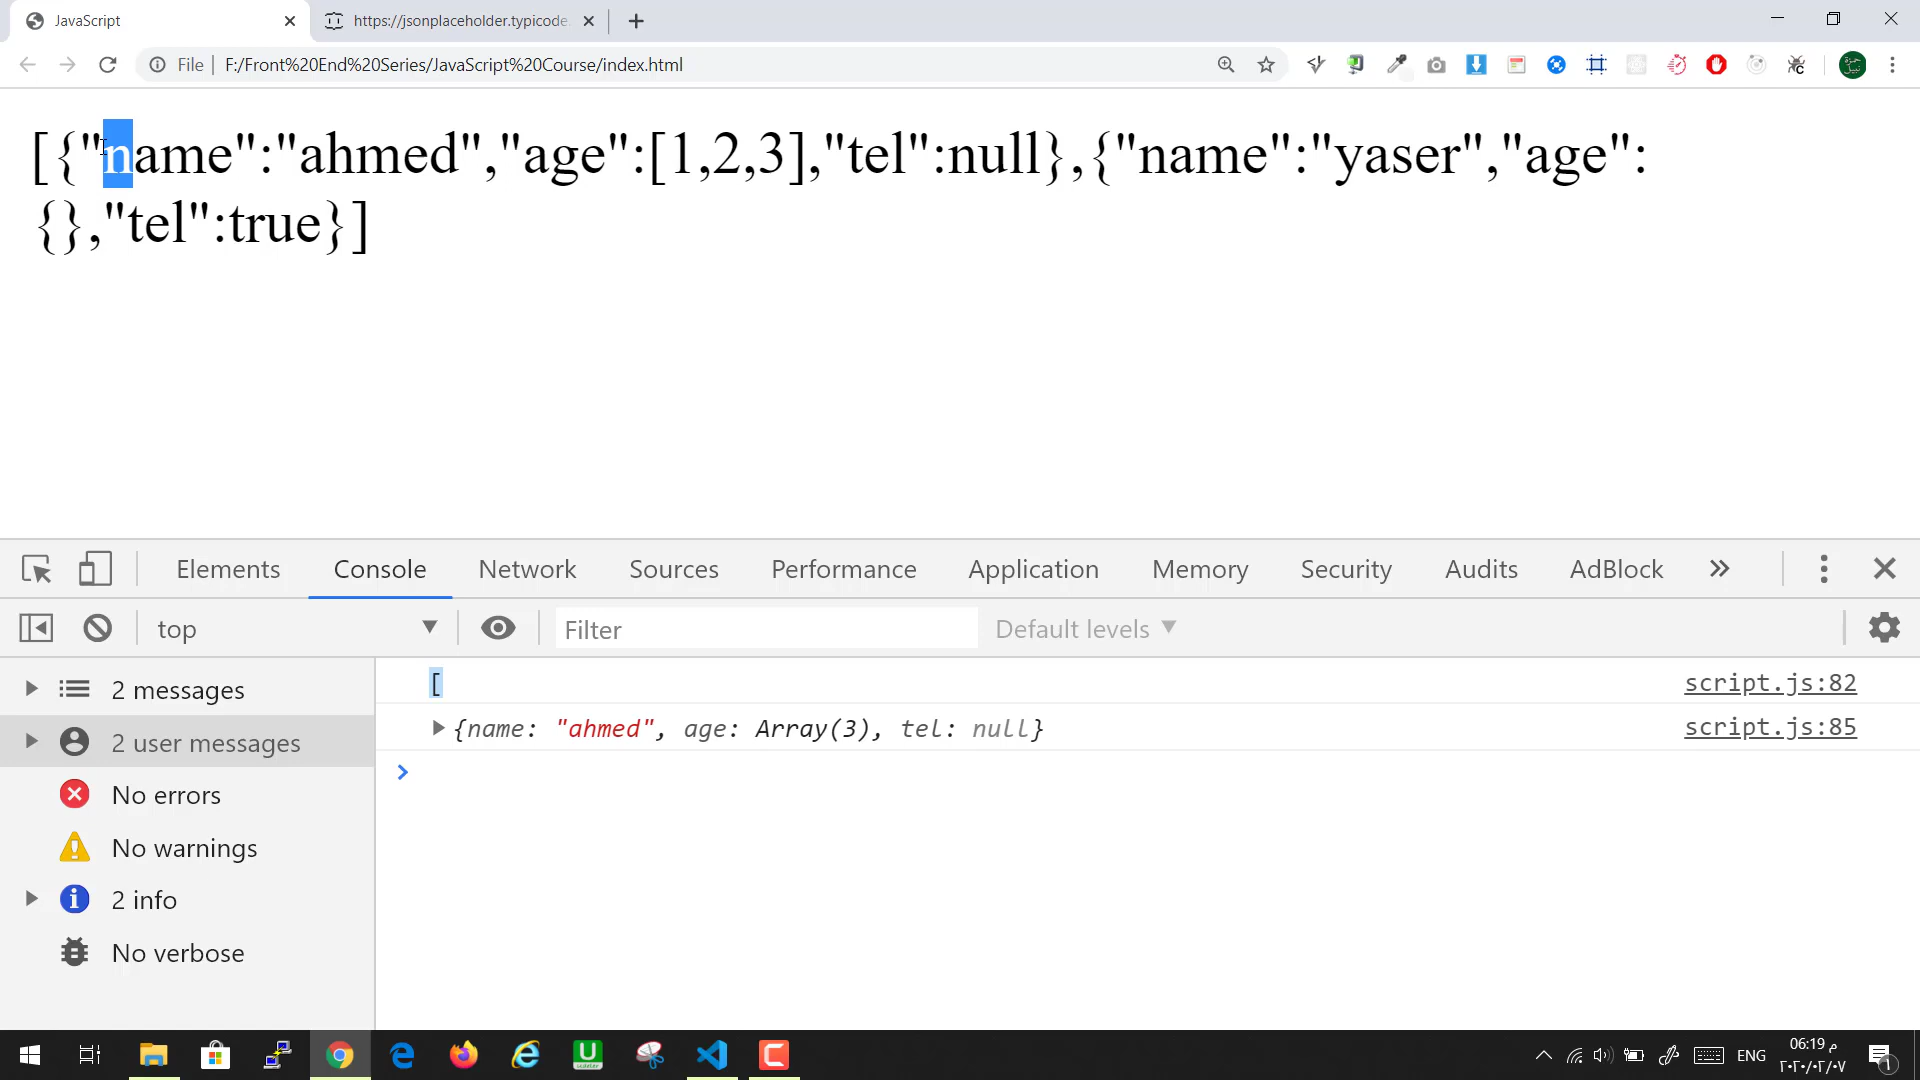 JavaScript
https://jsonplaceholder.typicode.
File
F:/Front%20End%20Series/JavaScript%20Course/index.html
[{"name":"ahmed","age":[1,2,3],"tel":null},{"name":"yaser","age":
{},"tel":true}]
Elements Console Network Sources Performance Application Memory Security Audits AdBlock
top Filter Default levels
2 messages
2 user messages
No errors
No warnings
2 info
No verbose
[ script.js:82
{name: "ahmed", age: Array(3), tel: null} script.js:85
ENG
06:19 م
٢٠٢٠/٠٢/٠٧